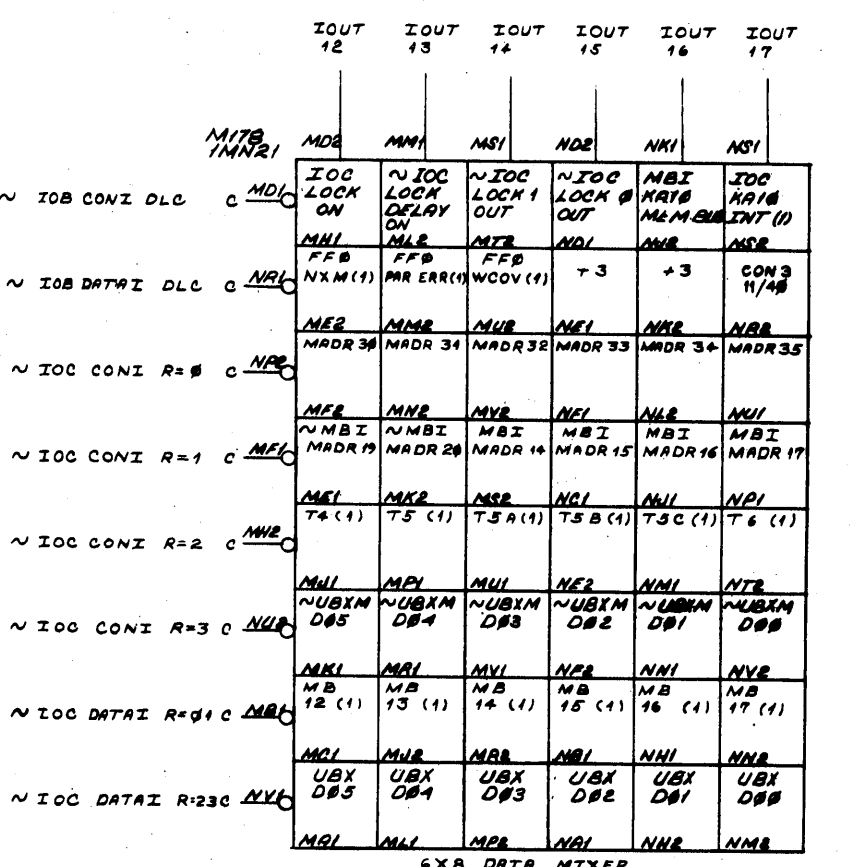 IOUT IOUT IOUT IOUT IOUT IOUT
12 13 14 15 16 17
M178
1MN21 MD2 MM1 MS1 ND2 NK1 NS1
~ IOB CONI DLC C MD1
IOC ~IOC ~IOC ~IOC MBI IOC
LOCK LOCK LOCK 1 LOCK Ø KA1Ø KA1Ø
ON DELAY OUT OUT MEM BUS INT (1)
ON
MH1 ML2 MT2 ND1 NS2
~ IOB DATAI DLC C NA1
FFØ FFØ FFØ +3 +3 CON 3
NXM(1) PAR ERR(1) WCOV(1) 11/4Ø
ME2 MM2 MU2 NE1 NK2
~ IOC CONI R=Ø C NP2
MADR 3Ø MADR 31 MADR 32 MADR 33 MADR 34 MADR 35
MF2 MN2 MV2 NF1 NL2 NU1
~ IOC CONI R=1 C MF1
~MBI ~MBI MBI MBI MBI MBI
MADR 19 MADR 2Ø MADR 14 MADR 15 MADR 16 MADR 17
ME1 MK2 MS2 NC1 NJ1 NP1
~ IOC CONI R=2 C MH2
T4 (1) T5 (1) T5A(1) T5B(1) T5C(1) T6 (1)
MJ1 MP1 MU1 NE2 NM1 NT2
~ IOC CONI R=3 C NU2
~UBXM ~UBXM ~UBXM ~UBXM ~UBXM ~UBXM
DØ5 DØ4 DØ3 DØ2 DØ1 DØØ
MK1 MR1 MV1 NF2 NN1 NV2
~ IOC DATAI R=Ø1 C
MB MB MB MB MB MB
12 (1) 13 (1) 14 (1) 15 (1) 16 (1) 17 (1)
MC1 MJ2 MR2 NB1 NH1 NN2
~ IOC DATAI R=23 C NV1
UBX UBX UBX UBX UBX UBX
DØ5 DØ4 DØ3 DØ2 DØ1 DØØ
MA1 ML1 MP2 NA1 NH2 NM2
6X8 DATA MIXER